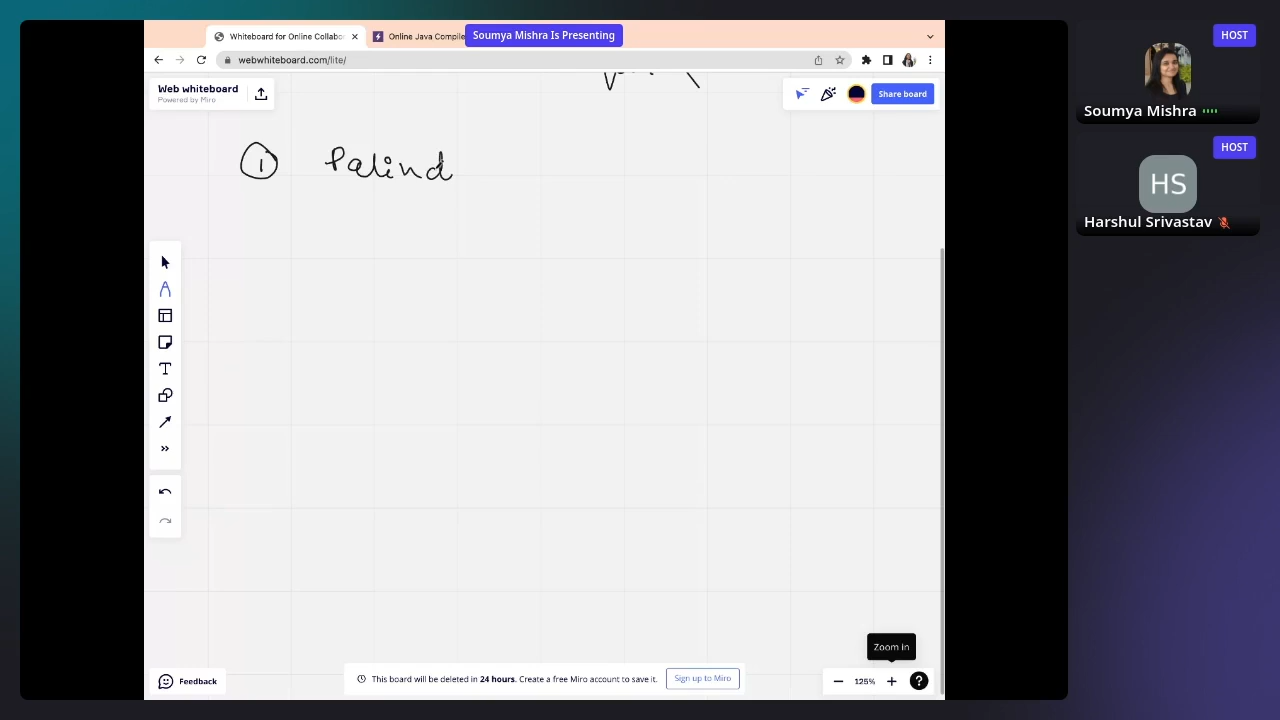 Whiteboard for Online Collabo
Online Java Compile
Soumya Mishra Is Presenting
webwhiteboard.com/lite/
Web whiteboard
Powered by Miro
Share board
1 Palind
Zoom in
Feedback
This board will be deleted in 24 hours. Create a free Miro account to save it.
Sign up to Miro
125%
?
HOST
Soumya Mishra
HOST
HS
Harshul Srivastav